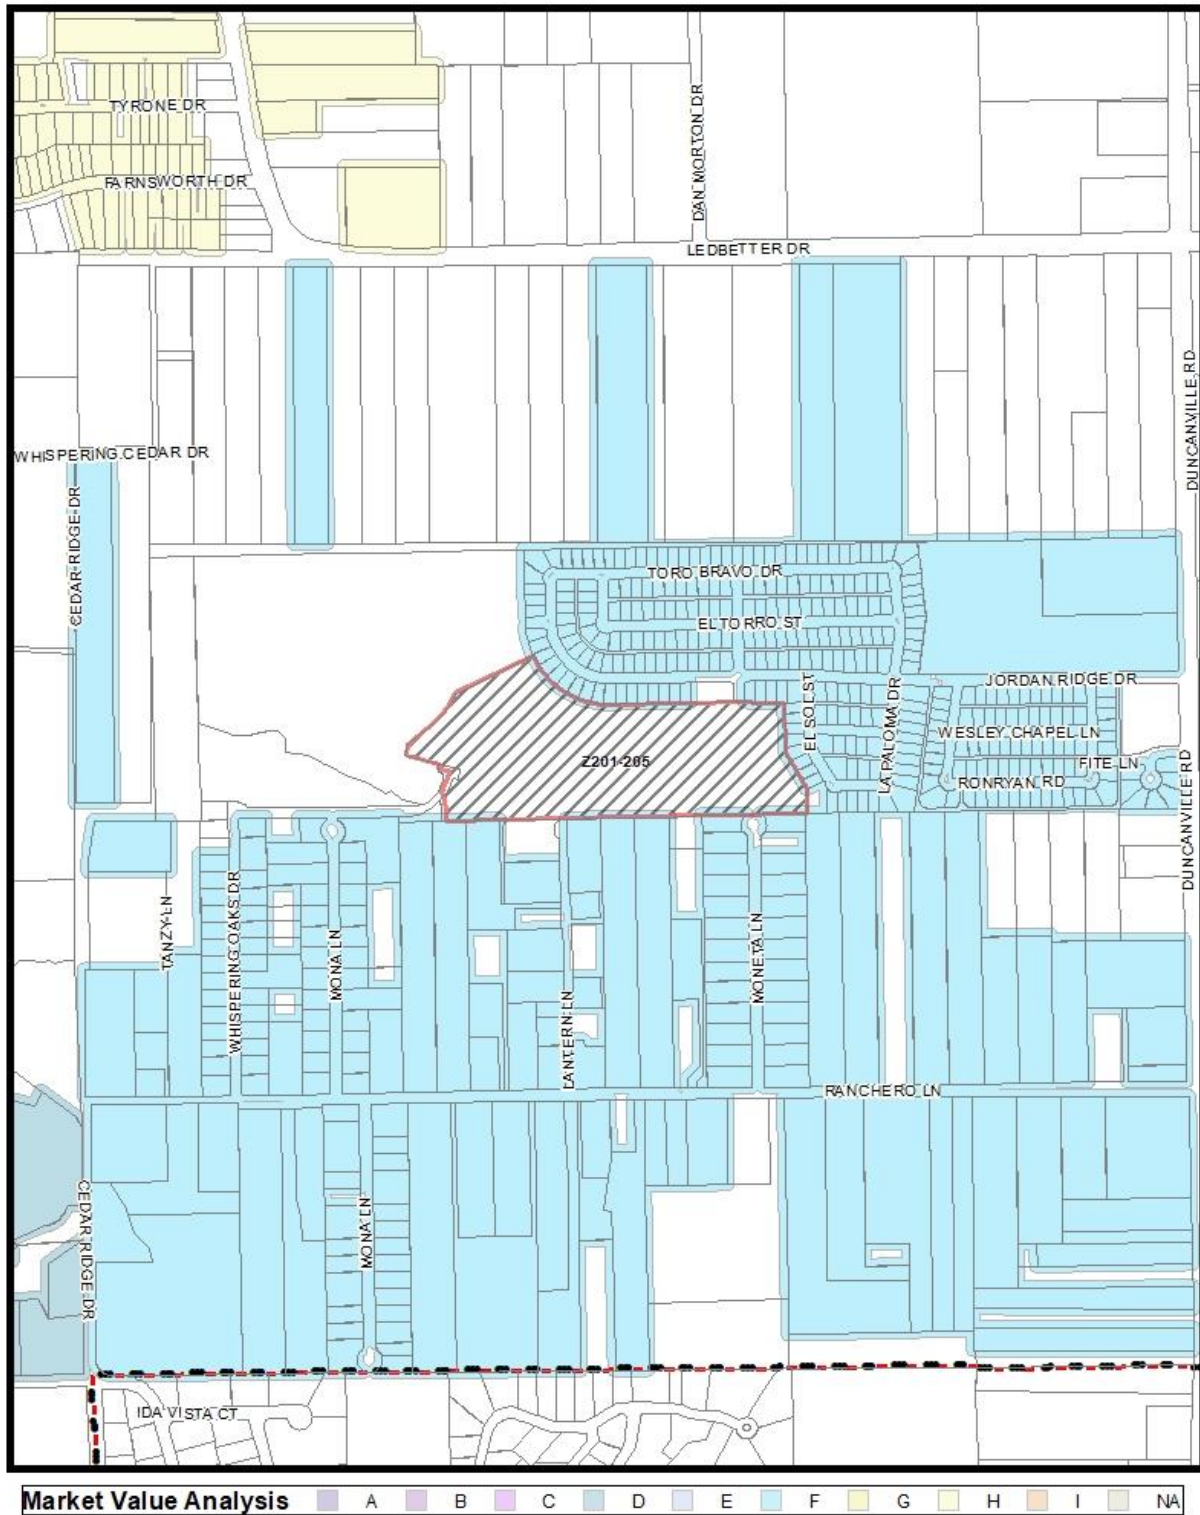 TYRONE DR
DAN MORTON DR
FARNSWORTH DR
LEDBETTER DR
DUNCANVILLE RD
WHISPERING CEDAR DR
CEDAR RIDGE DR
TORO BRAVO DR
EL TORRO ST
JORDAN RIDGE DR
EL SOL ST
LA PALOMA DR
WESLEY CHAPEL LN
Z201-205
FITE LN
RONRYAN RD
DUNCANVILLE RD
TANZY LN
WHISPERING OAKS DR
MONA LN
MONETA LN
LANTERN LN
RANCHERO LN
CEDAR RIDGE DR
MONA LN
IDA VISTA CT
Market Value Analysis A B C D E F G H I NA